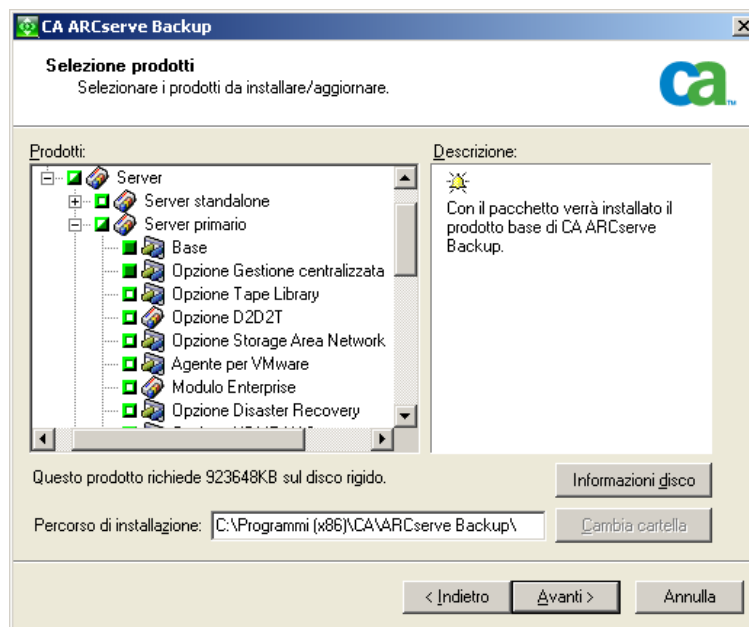 CA ARCserve Backup
Selezione prodotti
Selezionare i prodotti da installare/aggiornare.
ca
Prodotti:
Server
Server standalone
Server primario
Base
Opzione Gestione centralizzata
Opzione Tape Library
Opzione D2D2T
Opzione Storage Area Network
Agente per VMware
Modulo Enterprise
Opzione Disaster Recovery
Descrizione:
Con il pacchetto verrà installato il
prodotto base di CA ARCserve
Backup.
Questo prodotto richiede 923648KB sul disco rigido.
Informazioni disco
Percorso di installazione: C:\Programmi (x86)\CA\ARCserve Backup\
Cambia cartella
< Indietro
Avanti >
Annulla